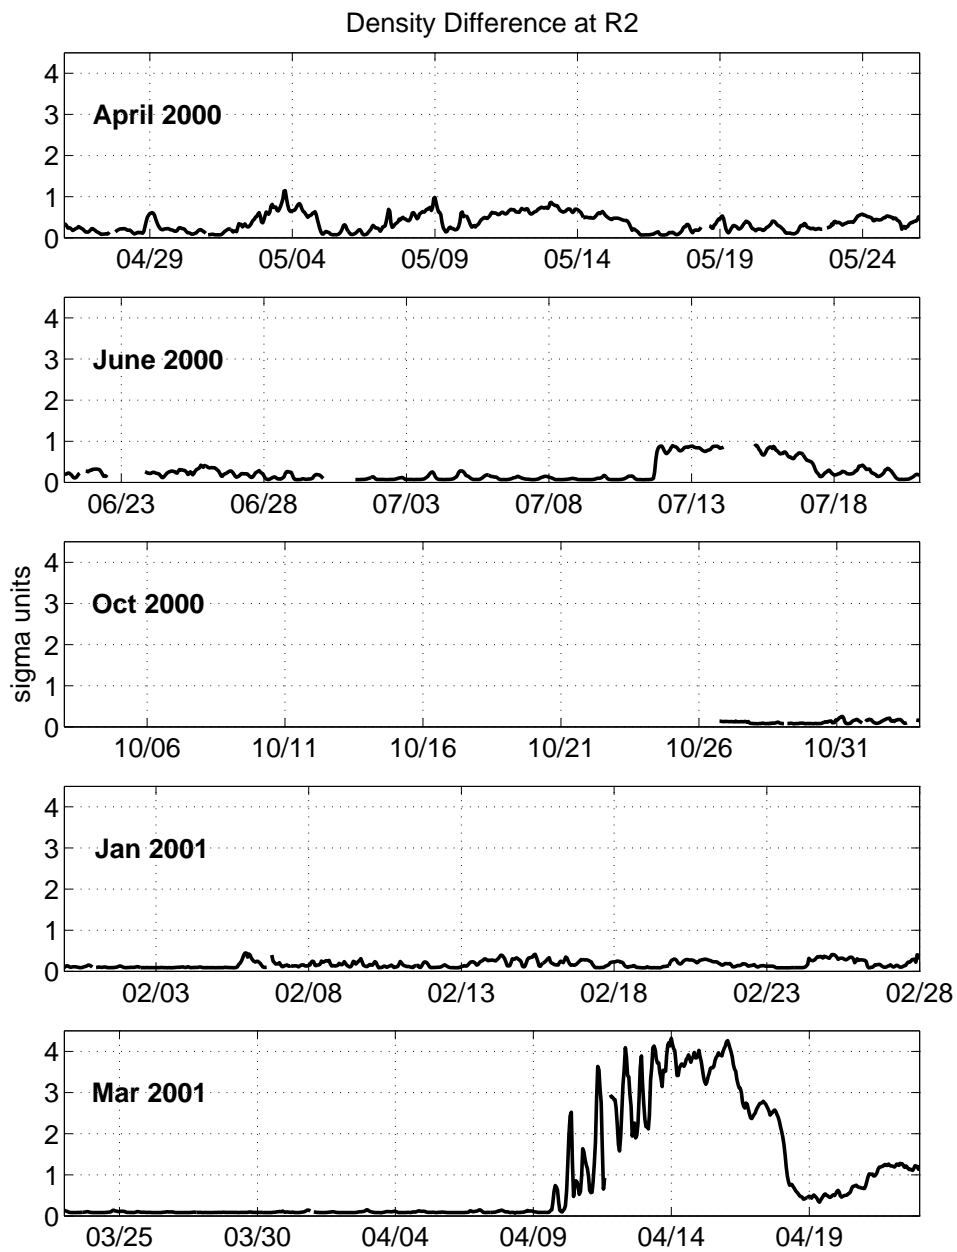 Density Difference at R2
4
3
2
1
0
April 2000
04/29 05/04 05/09 05/14 05/19 05/24
4
3
2
1
0
June 2000
06/23 06/28 07/03 07/08 07/13 07/18
sigma units
4
3
2
1
0
Oct 2000
10/06 10/11 10/16 10/21 10/26 10/31
4
3
2
1
0
Jan 2001
02/03 02/08 02/13 02/18 02/23 02/28
4
3
2
1
0
Mar 2001
03/25 03/30 04/04 04/09 04/14 04/19